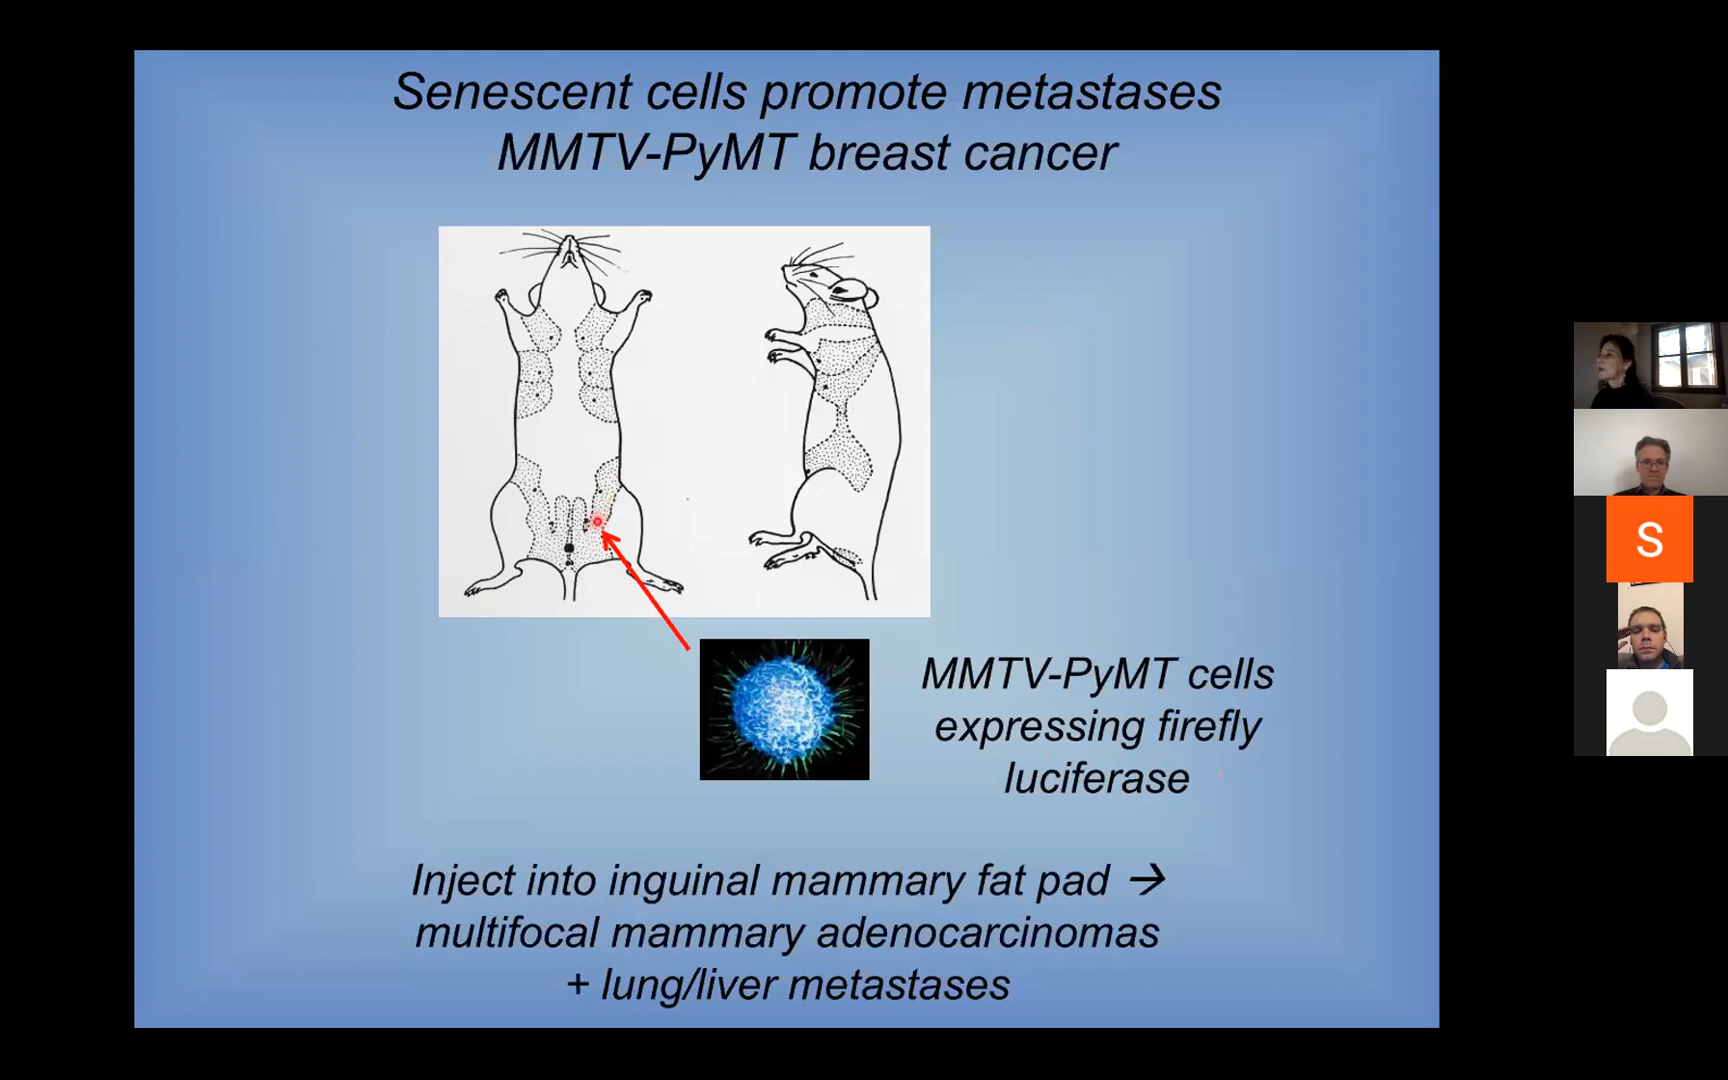 Senescent cells promote metastases
MMTV-PyMT breast cancer
MMTV-PyMT cells
expressing firefly
luciferase
Inject into inguinal mammary fat pad →
multifocal mammary adenocarcinomas
+ lung/liver metastases
S